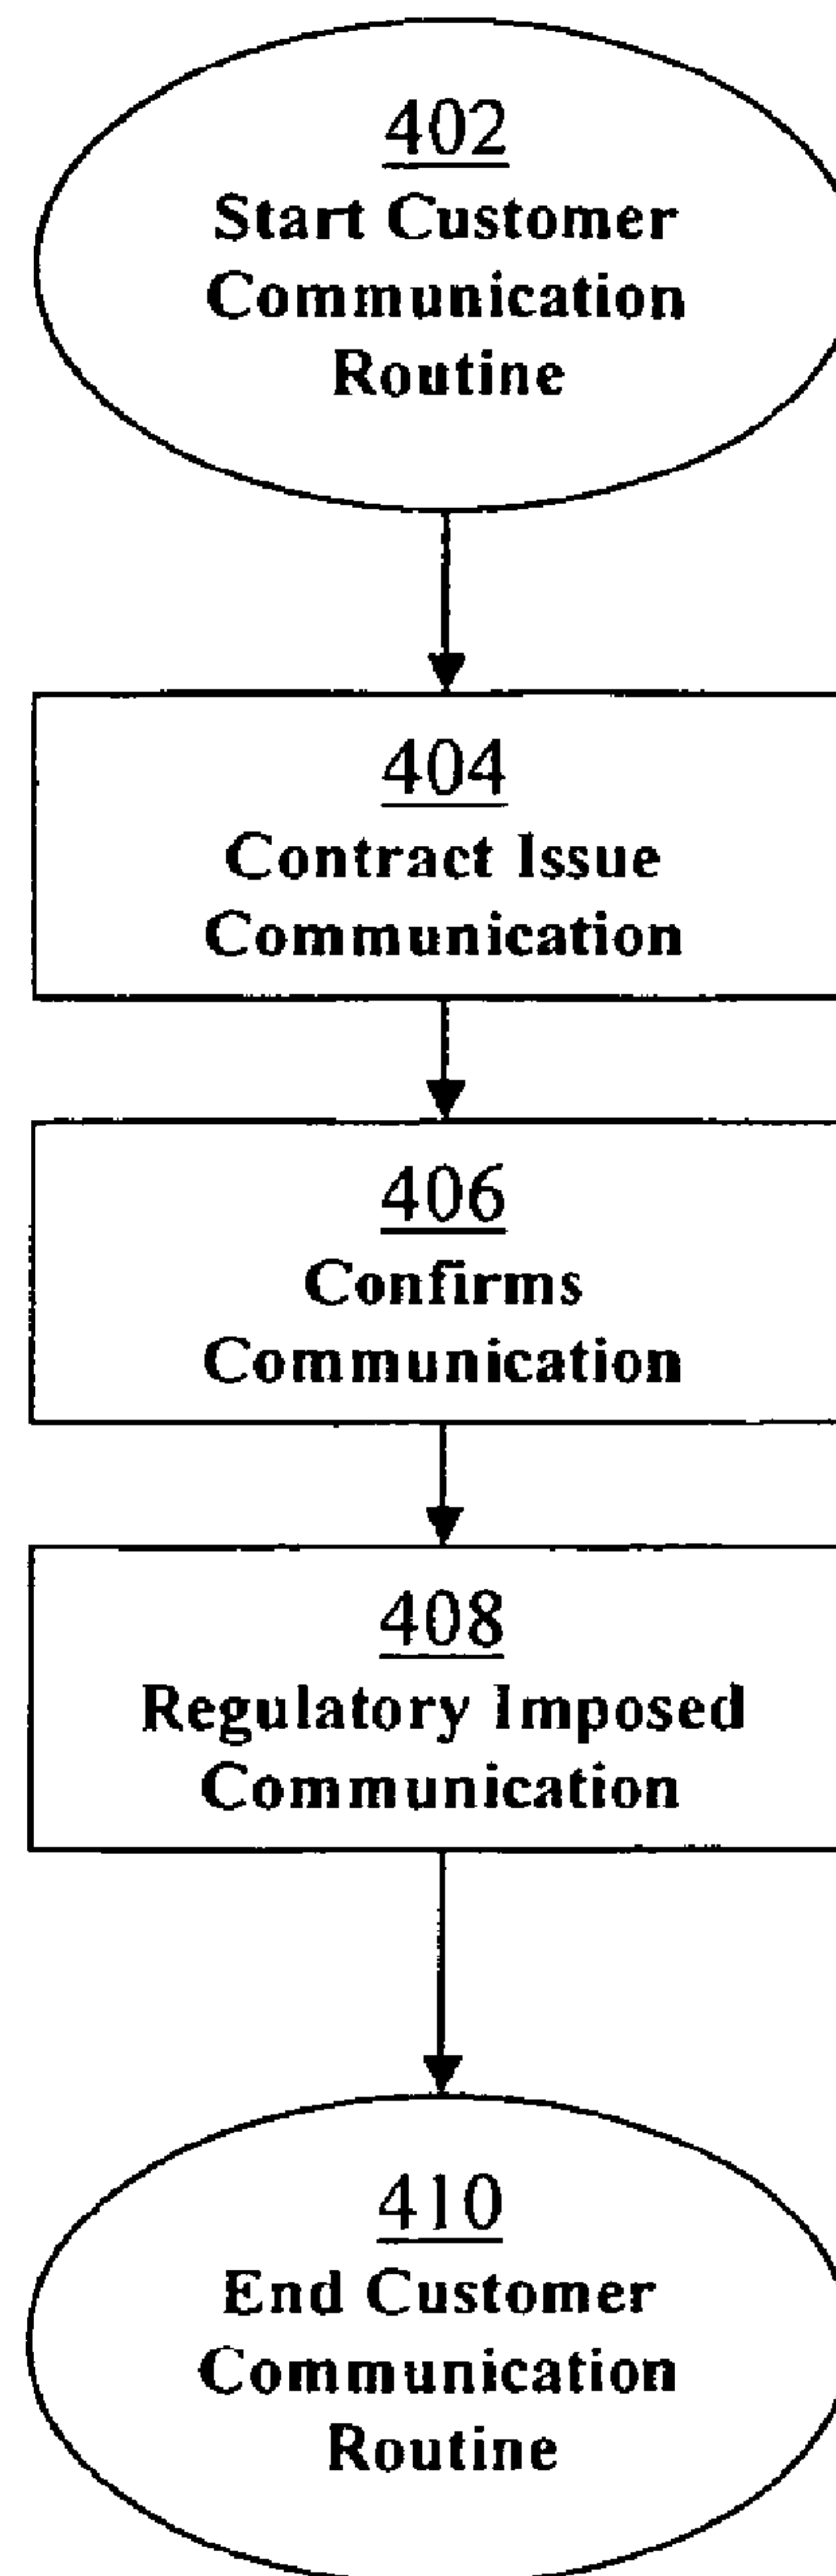 402
Start Customer
Communication
Routine
404
Contract Issue
Communication
406
Confirms
Communication
408
Regulatory Imposed
Communication
410
End Customer
Communication
Routine